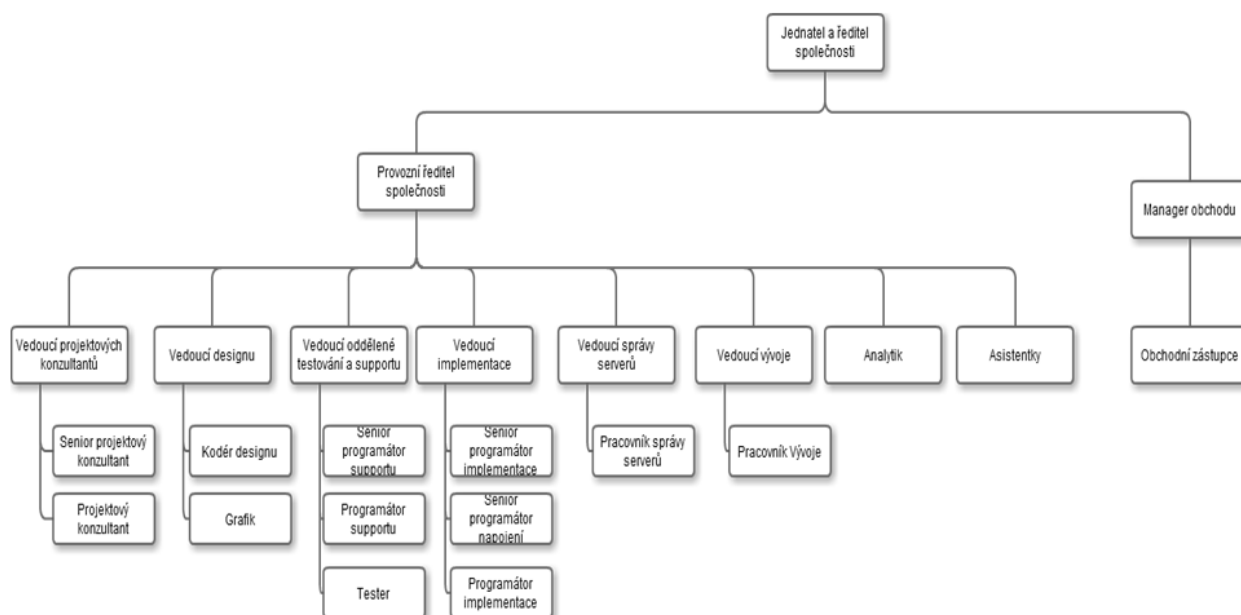 Jednatel a ředitel
společnosti
Provozní ředitel
společnosti
Manager obchodu
Vedoucí projektových
konzultantů
Vedoucí designu
Vedoucí oddělené
testování a supportu
Vedoucí
implementace
Vedoucí správy
serverů
Vedoucí vývoje
Analytik
Asistentky
Obchodní zástupce
Senior projektový
konzultant
Kodér designu
Senior
programátor
supportu
Senior
programátor
implementace
Pracovník správy
serverů
Pracovník Vývoje
Projektový
konzultant
Grafik
Programátor
supportu
Senior
programátor
napojení
Tester
Programátor
implementace